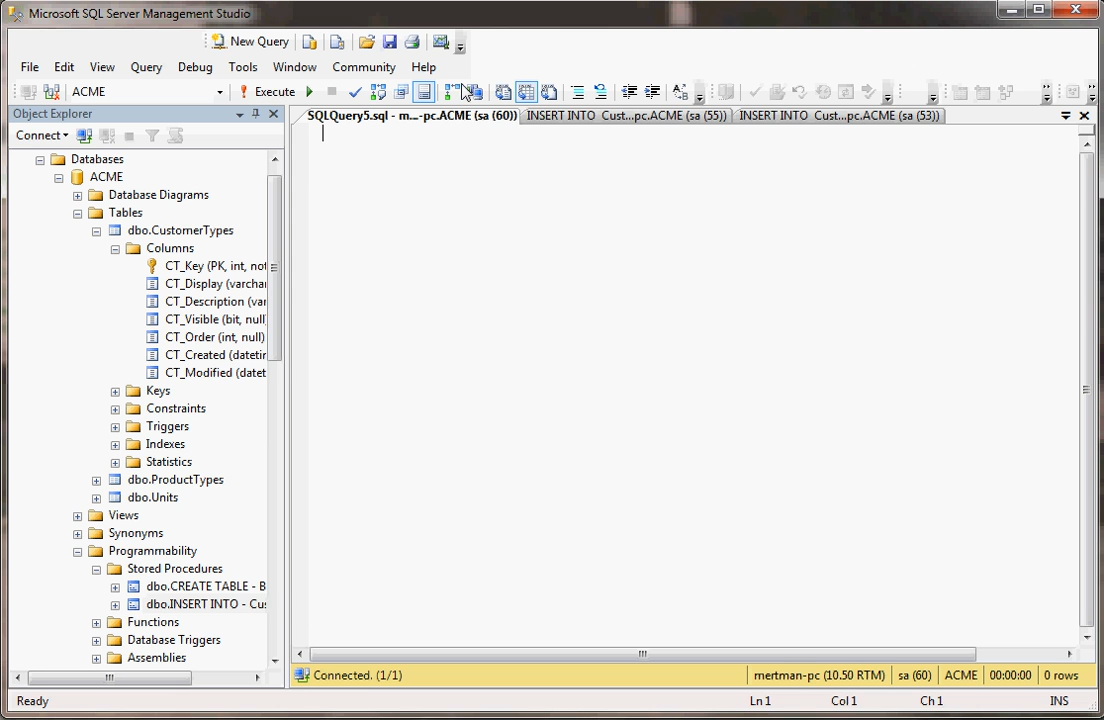 Microsoft SQL Server Management Studio
New Query
File Edit View Query Debug Tools Window Community Help
ACME Execute
Object Explorer
SQLQuery5.sql - m...-pc.ACME (sa (60)) INSERT INTO Cust...pc.ACME (sa (55)) INSERT INTO Cust...pc.ACME (sa (53))
Connect
Databases
ACME
Database Diagrams
Tables
dbo.CustomerTypes
Columns
CT_Key (PK, int, not
CT_Display (varchar
CT_Description (var
CT_Visible (bit, null
CT_Order (int, null)
CT_Created (datetin
CT_Modified (datet
Keys
Constraints
Triggers
Indexes
Statistics
dbo.ProductTypes
dbo.Units
Views
Synonyms
Programmability
Stored Procedures
dbo.CREATE TABLE - B
dbo.INSERT INTO - Cus
Functions
Database Triggers
Assemblies
Connected. (1/1) mertman-pc (10.50 RTM) sa (60) ACME 00:00:00 0 rows
Ready Ln 1 Col 1 Ch 1 INS